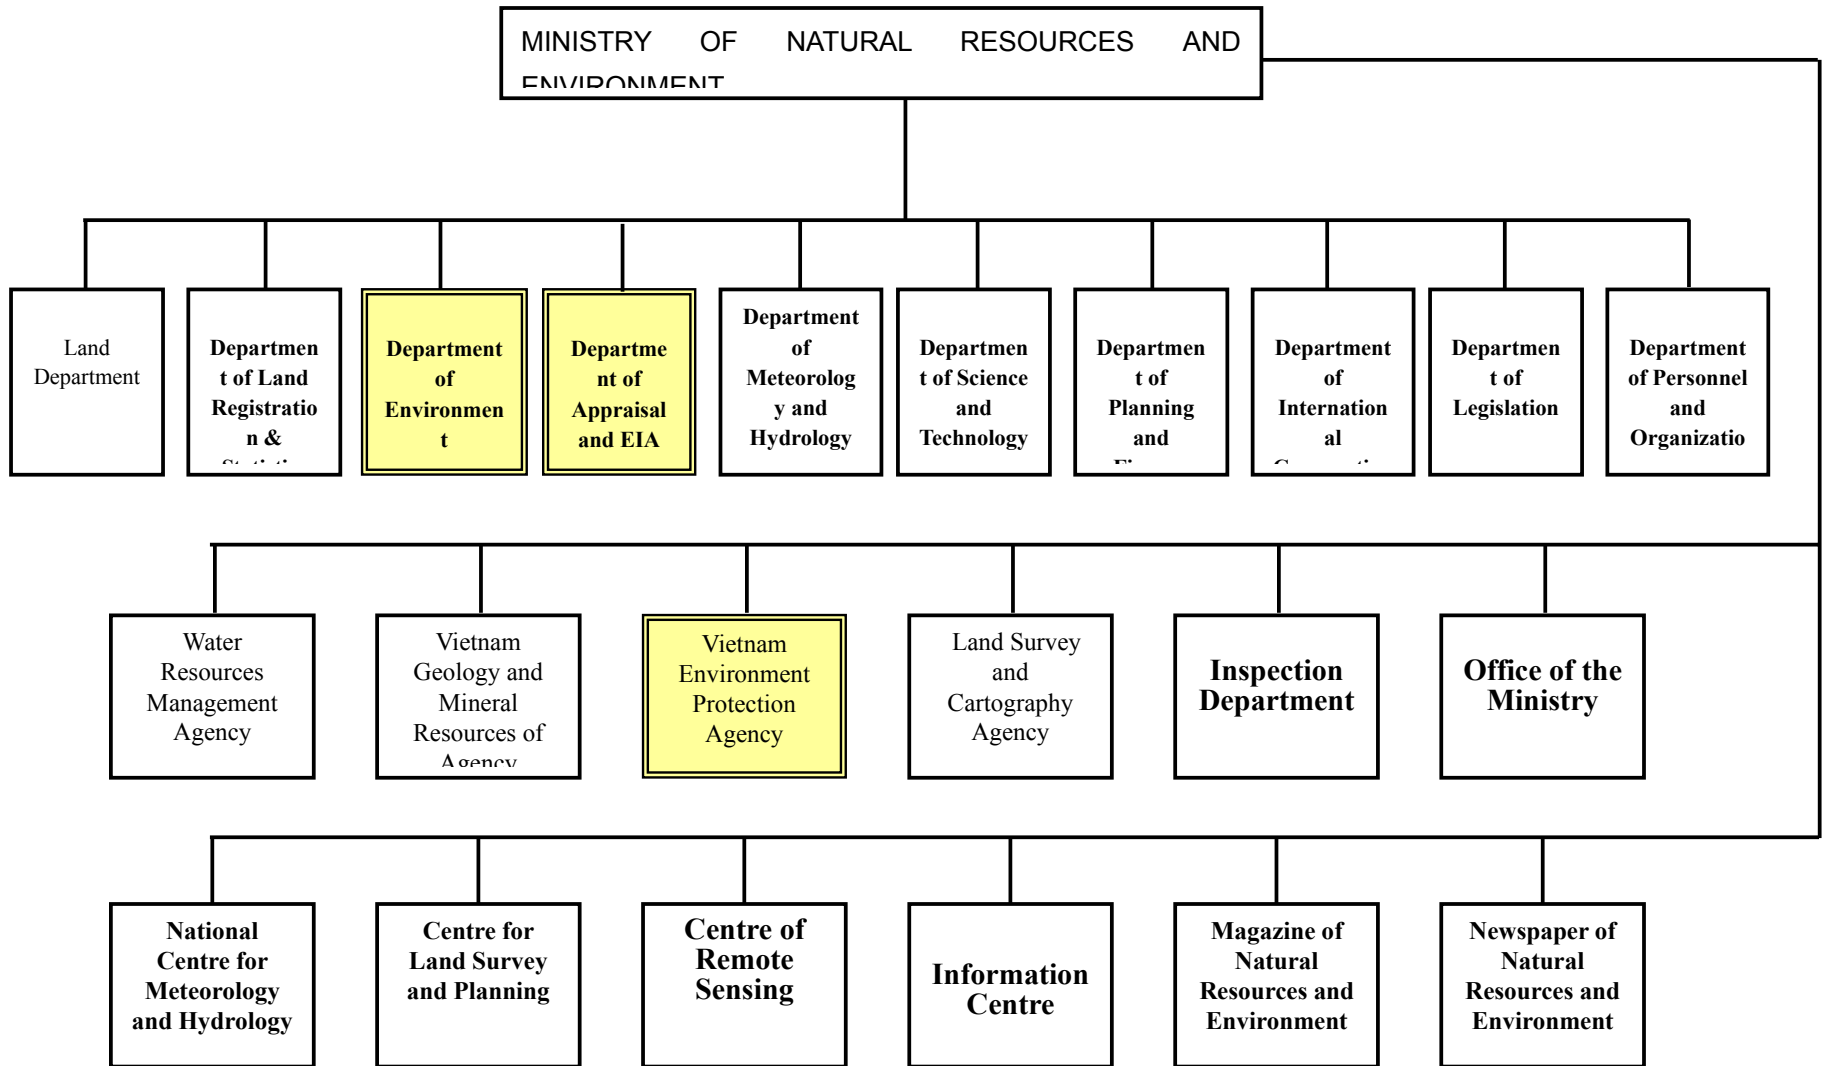 MINISTRY OF NATURAL RESOURCES AND
ENVIRONMENT
Land
Department
Departmen
t of Land
Registratio
n &
Department
of
Environmen
t
Departme
nt of
Appraisal
and EIA
Department
of
Meteorolog
y and
Hydrology
Departmen
t of Science
and
Technology
Departmen
t of
Planning
and
Department
of
Internation
al
Departmen
t of
Legislation
Department
of Personnel
and
Organizatio
Water
Resources
Management
Agency
Vietnam
Geology and
Mineral
Resources of
Agency
Vietnam
Environment
Protection
Agency
Land Survey
and
Cartography
Agency
Inspection
Department
Office of the
Ministry
National
Centre for
Meteorology
and Hydrology
Centre for
Land Survey
and Planning
Centre of
Remote
Sensing
Information
Centre
Magazine of
Natural
Resources and
Environment
Newspaper of
Natural
Resources and
Environment